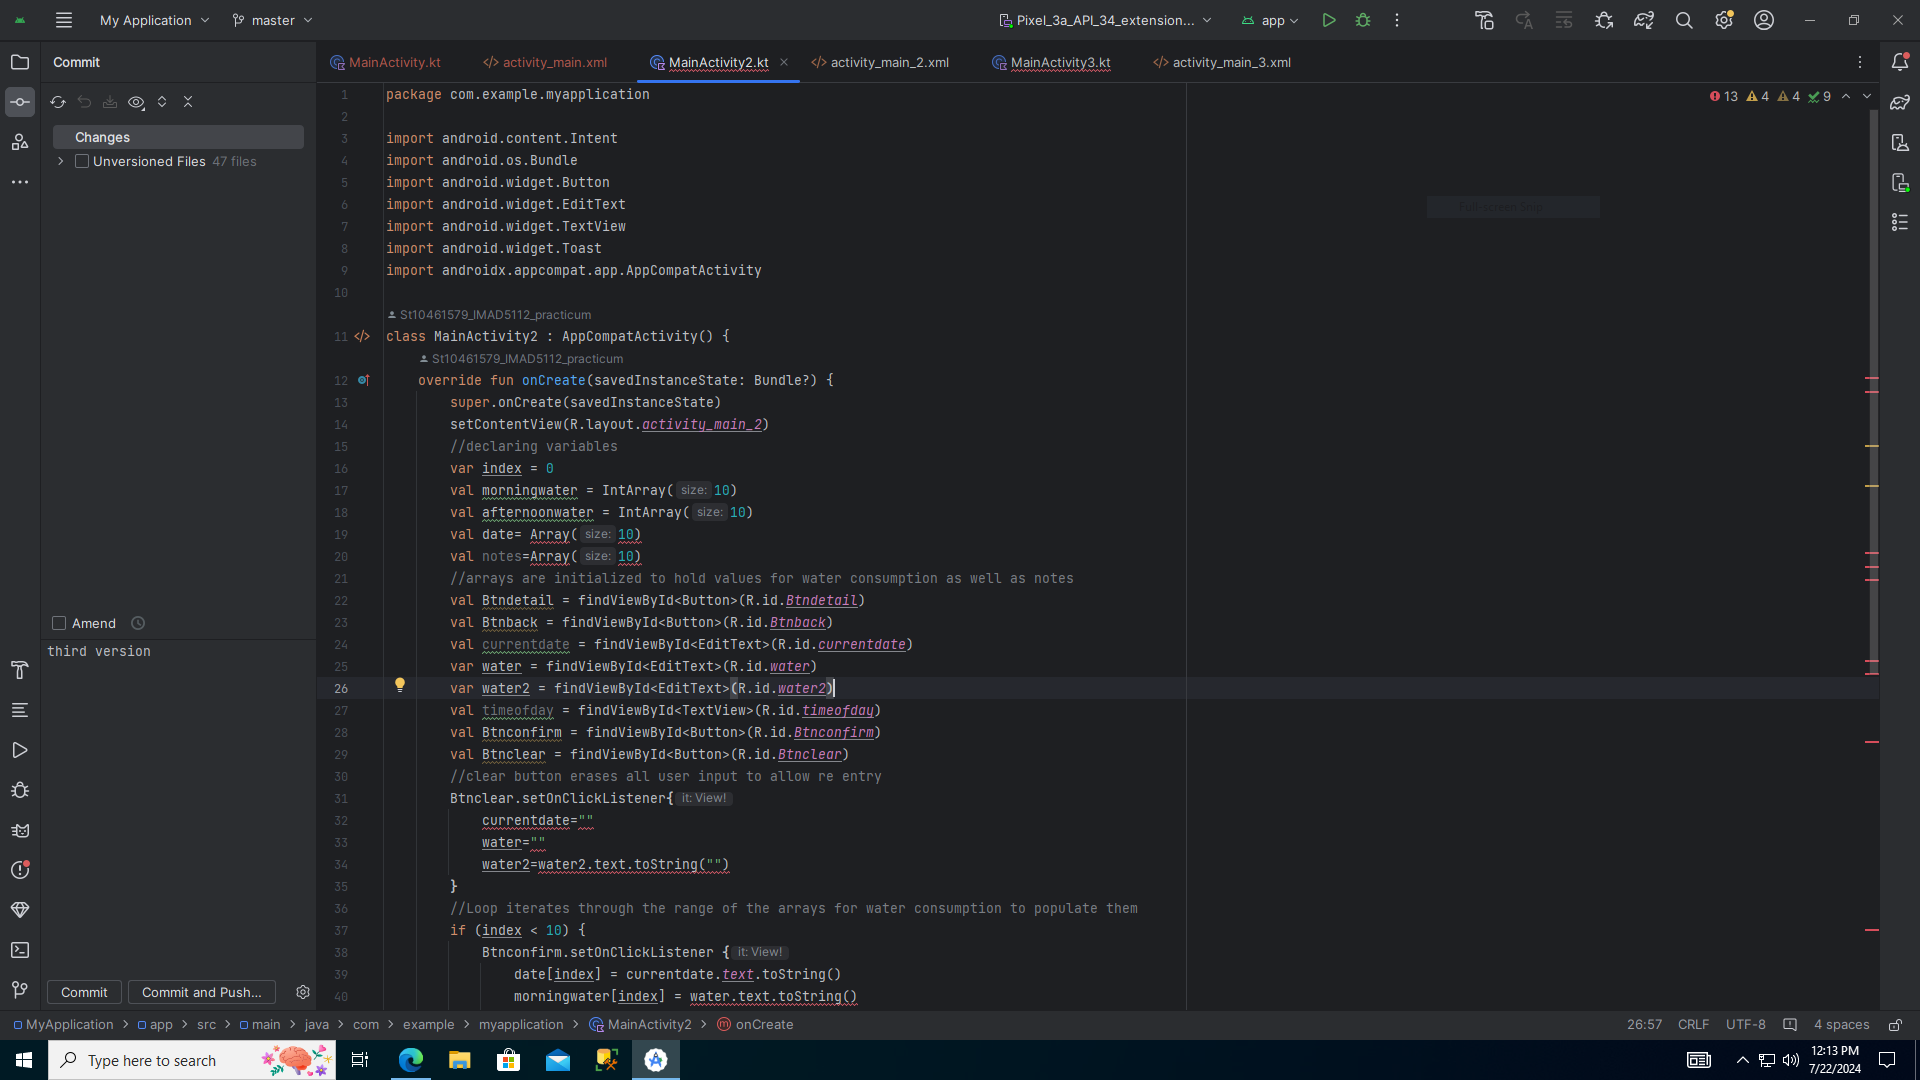 My Application
master
Pixel_3a_API_34_extension...
app
Commit
MainActivity.kt
activity_main.xml
MainActivity2.kt
activity_main_2.xml
MainActivity3.kt
activity_main_3.xml
13 4 4 9
Changes
Unversioned Files 47 files
Full-screen Snip
1 package com.example.myapplication
2
3 import android.content.Intent
4 import android.os.Bundle
5 import android.widget.Button
6 import android.widget.EditText
7 import android.widget.TextView
8 import android.widget.Toast
9 import androidx.appcompat.app.AppCompatActivity
10
St10461579_IMAD5112_practicum
11 class MainActivity2 : AppCompatActivity() {
St10461579_IMAD5112_practicum
12 override fun onCreate(savedInstanceState: Bundle?) {
13 super.onCreate(savedInstanceState)
14 setContentView(R.layout.activity_main_2)
15 //declaring variables
16 var index = 0
17 val morningwater = IntArray( size: 10)
18 val afternoonwater = IntArray( size: 10)
19 val date= Array( size: 10)
20 val notes=Array( size: 10)
21 //arrays are initialized to hold values for water consumption as well as notes
22 val Btndetail = findViewById<Button>(R.id.Btndetail)
23 val Btnback = findViewById<Button>(R.id.Btnback)
24 val currentdate = findViewById<EditText>(R.id.currentdate)
25 var water = findViewById<EditText>(R.id.water)
26 var water2 = findViewById<EditText>(R.id.water2)
27 val timeofday = findViewById<TextView>(R.id.timeofday)
28 val Btnconfirm = findViewById<Button>(R.id.Btnconfirm)
29 val Btnclear = findViewById<Button>(R.id.Btnclear)
30 //clear button erases all user input to allow re entry
31 Btnclear.setOnClickListener{ it: View!
32 currentdate=""
33 water=""
34 water2=water2.text.toString("")
35 }
36 //Loop iterates through the range of the arrays for water consumption to populate them
37 if (index < 10) {
38 Btnconfirm.setOnClickListener { it: View!
39 date[index] = currentdate.text.toString()
40 morningwater[index] = water.text.toString()
Amend
third version
Commit
Commit and Push...
MyApplication > app > src > main > java > com > example > myapplication > MainActivity2 > onCreate
26:57 CRLF UTF-8 4 spaces
Type here to search
12:13 PM
7/22/2024